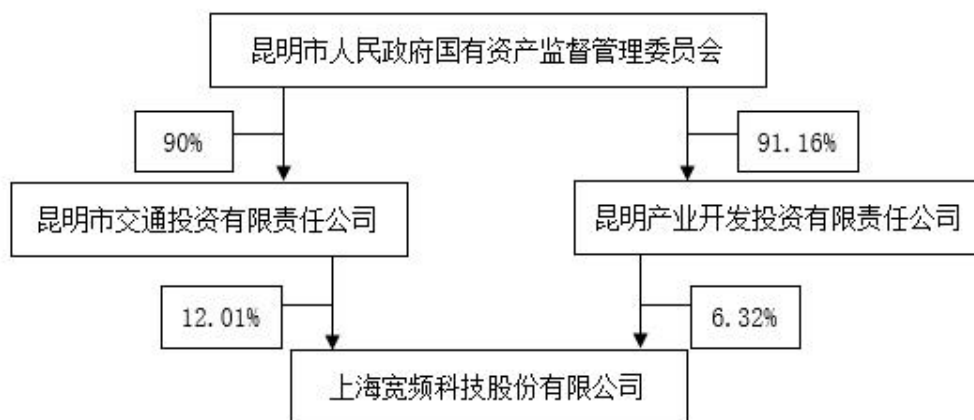 昆明市人民政府国有资产监督管理委员会
90%
91.16%
昆明市交通投资有限责任公司
昆明产业开发投资有限责任公司
12.01%
6.32%
上海宽频科技股份有限公司